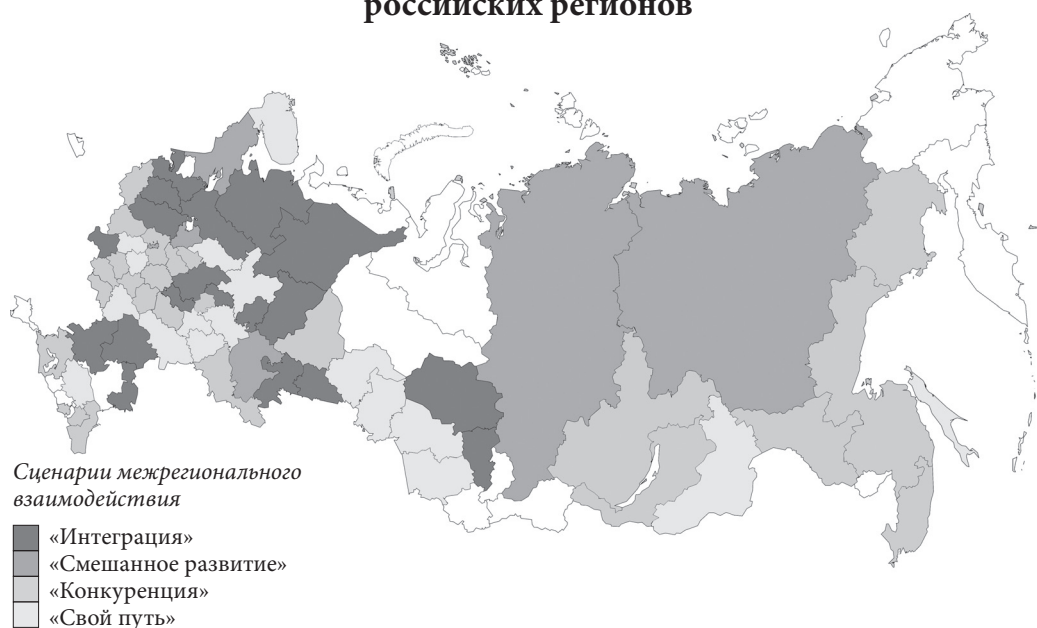 российских регионов
Сценарии межрегионального
взаимодействия
«Интеграция»
«Смешанное развитие»
«Конкуренция»
«Свой путь»